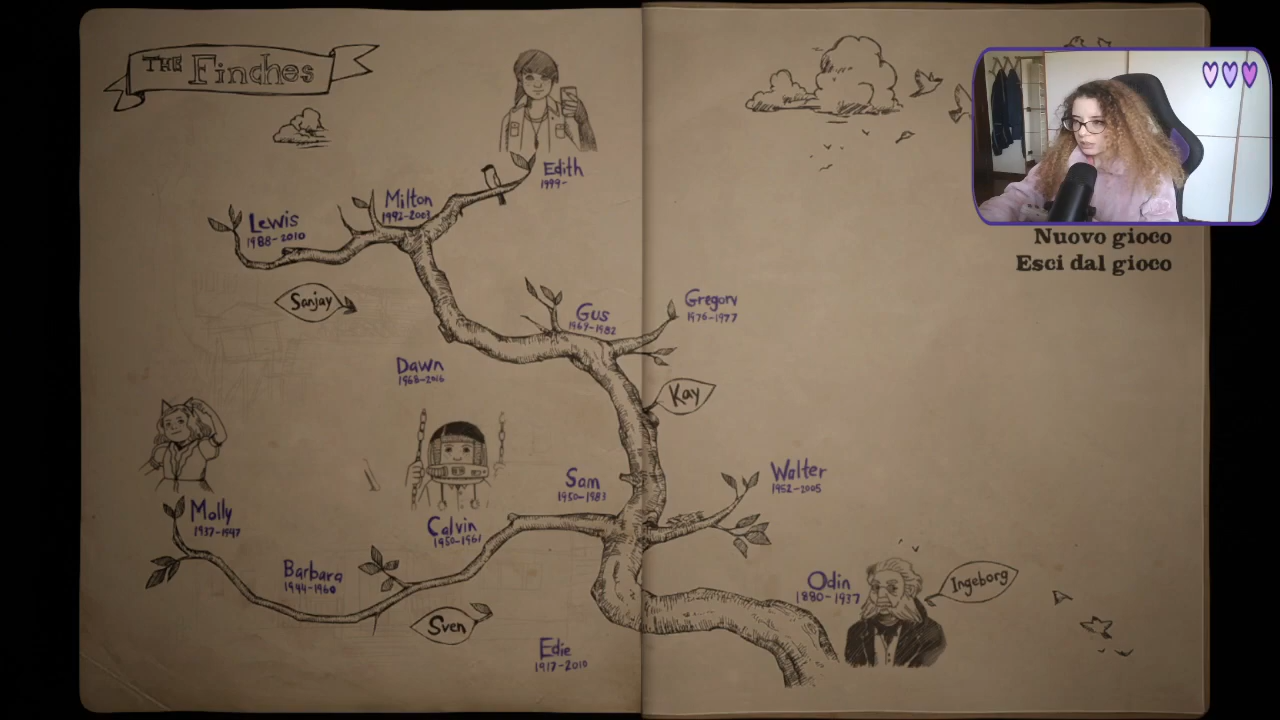 THE Finches
Edith
1999-
Milton
1992-2003
Lewis
1988-2010
Sanjay
Gus
1969-1982
Gregory
1976-1977
Dawn
1968-2016
Kay
Sam
1950-1983
Walter
1952-2005
Molly
1937-1947
Calvin
1950-1961
Barbara
1944-1960
Sven
Edie
1917-2010
Odin
1880-1937
Ingeborg
Nuovo gioco
Esci dal gioco